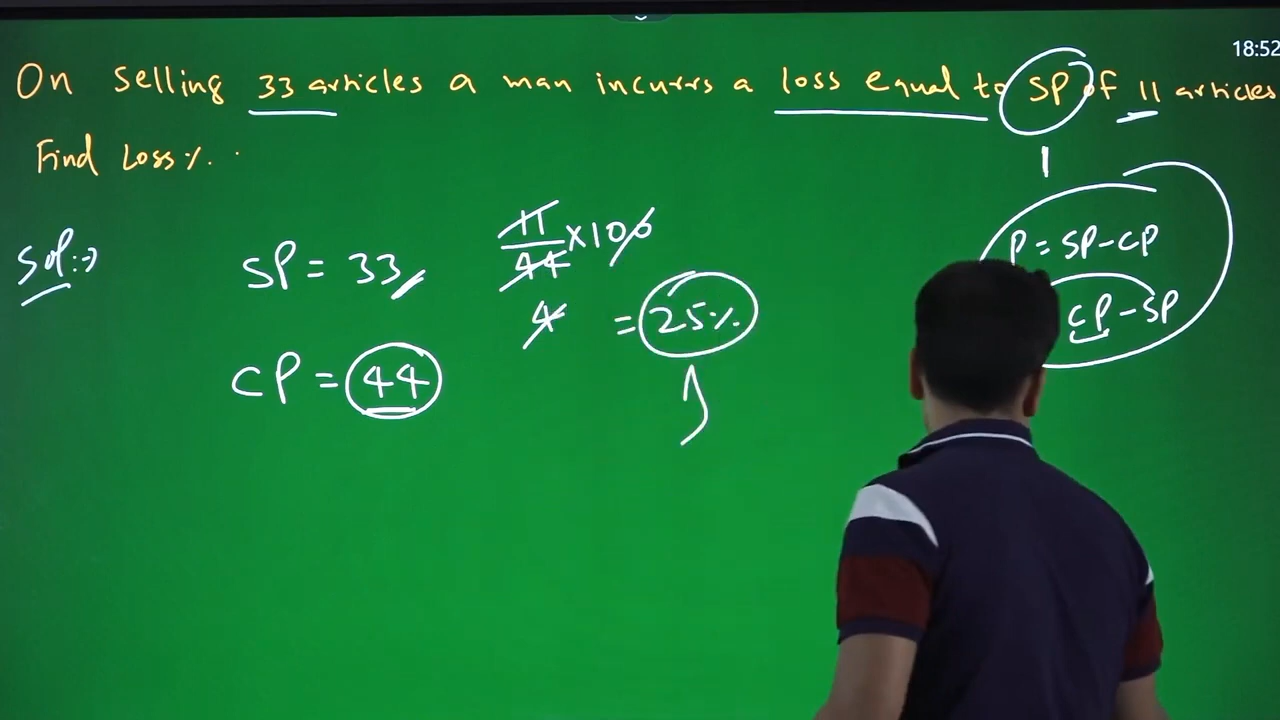 18:52
On Selling 33 articles a man incurrs a loss equal to SP of 11 articles
Find Loss %.
Sol:->
SP = 33
11/44 × 100
4
= 25%
CP = 44
P = SP - CP
CP - SP